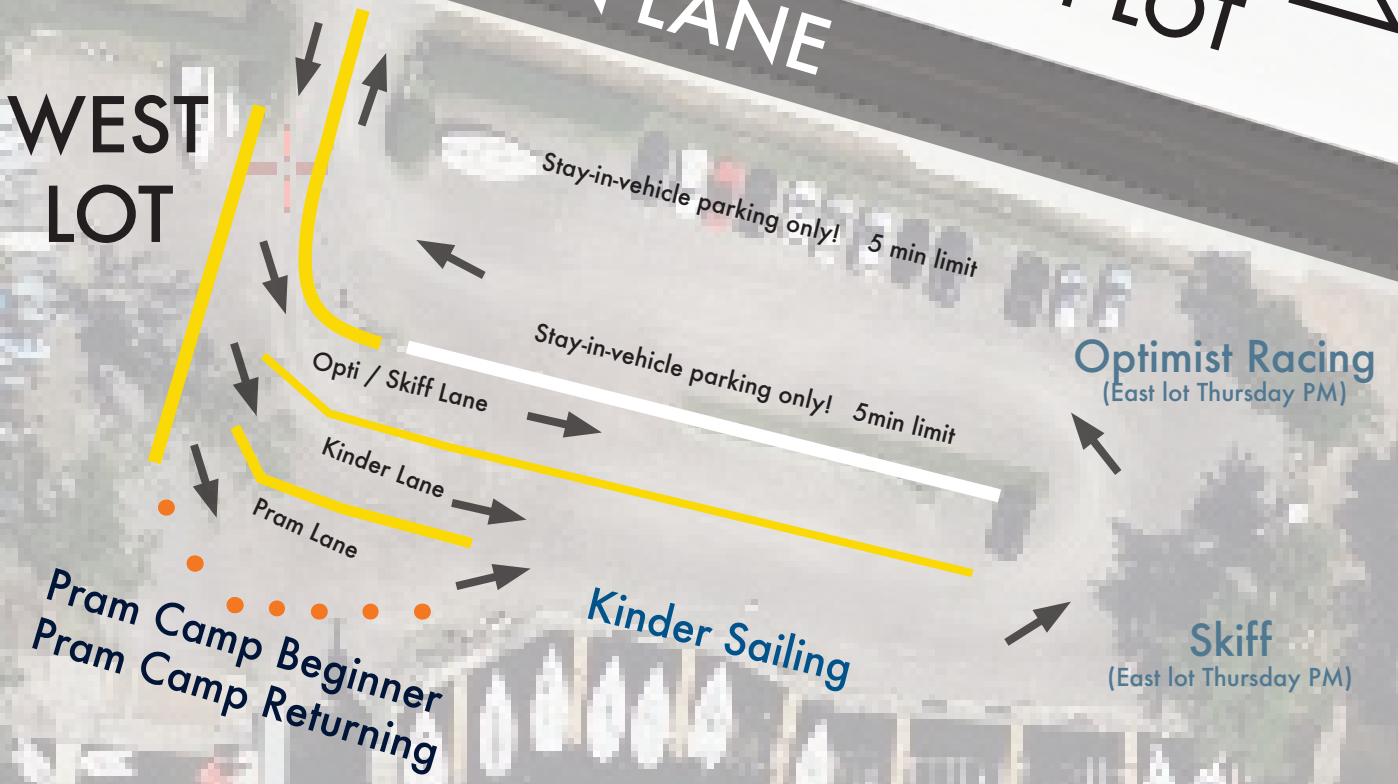 LANE
LOT
WEST
LOT
Stay-in-vehicle parking only! 5 min limit
Stay-in-vehicle parking only! 5min limit
Opti / Skiff Lane
Kinder Lane
Pram Lane
Optimist Racing
(East lot Thursday PM)
Kinder Sailing
Skiff
(East lot Thursday PM)
Pram Camp Beginner
Pram Camp Returning